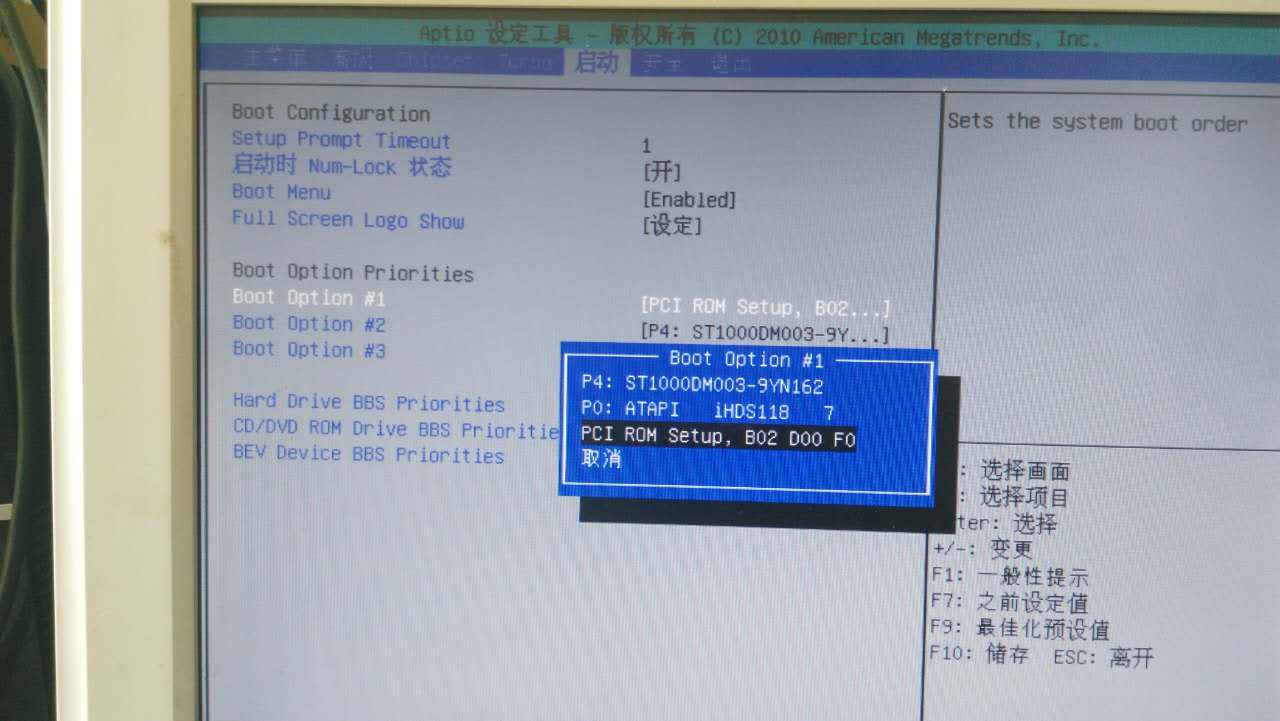 Aptio 设定工具 - 版权所有 (C) 2010 American Megatrends, Inc.
主菜单 高级 Chipset Turbo 启动 安全 退出
Boot Configuration
Setup Prompt Timeout 1
启动时 Num-Lock 状态 [开]
Boot Menu [Enabled]
Full Screen Logo Show [设定]
Boot Option Priorities
Boot Option #1 [PCI ROM Setup, B02...]
Boot Option #2 [P4: ST1000DM003-9Y...]
Boot Option #3
Hard Drive BBS Priorities
CD/DVD ROM Drive BBS Prioritie
BEV Device BBS Priorities
Boot Option #1
P4: ST1000DM003-9YN162
P0: ATAPI iHDS118 7
PCI ROM Setup, B02 D00 F0
取消
Sets the system boot order
: 选择画面
: 选择项目
ter: 选择
+/-: 变更
F1: 一般性提示
F7: 之前设定值
F9: 最佳化预设值
F10: 储存 ESC: 离开